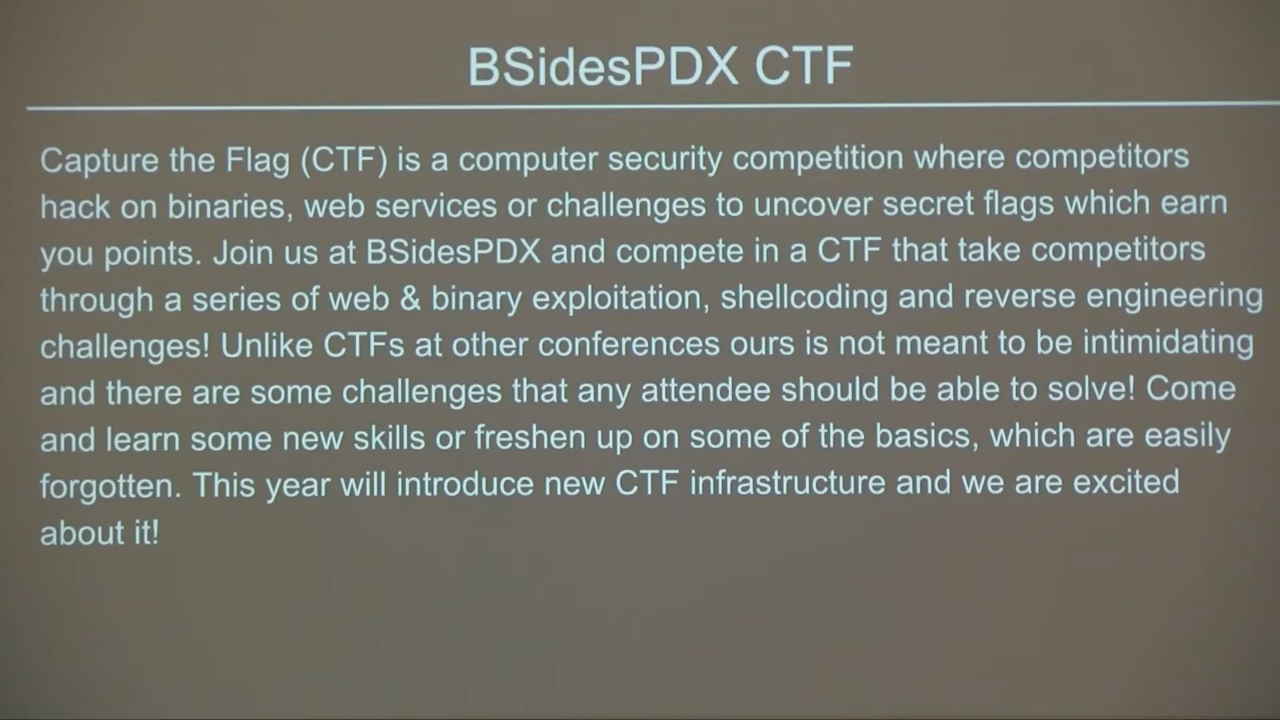 BSidesPDX CTF
Capture the Flag (CTF) is a computer security competition where competitors
hack on binaries, web services or challenges to uncover secret flags which earn
you points. Join us at BSidesPDX and compete in a CTF that take competitors
through a series of web & binary exploitation, shellcoding and reverse engineering
challenges! Unlike CTFs at other conferences ours is not meant to be intimidating
and there are some challenges that any attendee should be able to solve! Come
and learn some new skills or freshen up on some of the basics, which are easily
forgotten. This year will introduce new CTF infrastructure and we are excited
about it!